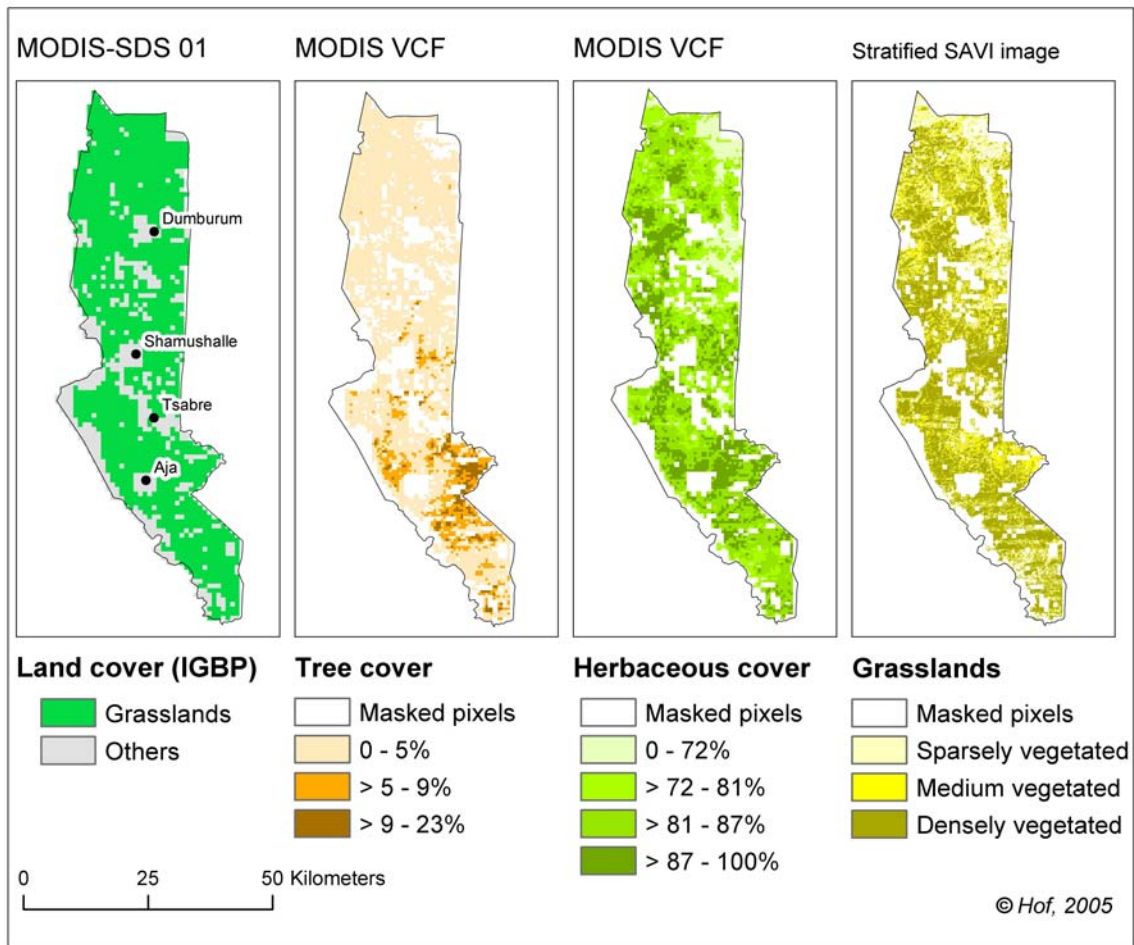 MODIS-SDS 01
MODIS VCF
MODIS VCF
Stratified SAVI image
Dumburum
Shamushalle
Tsabre
Aja
Land cover (IGBP)
Grasslands
Others
Tree cover
Masked pixels
0 - 5%
> 5 - 9%
> 9 - 23%
Herbaceous cover
Masked pixels
0 - 72%
> 72 - 81%
> 81 - 87%
> 87 - 100%
Grasslands
Masked pixels
Sparsely vegetated
Medium vegetated
Densely vegetated
0 25 50 Kilometers
© Hof, 2005